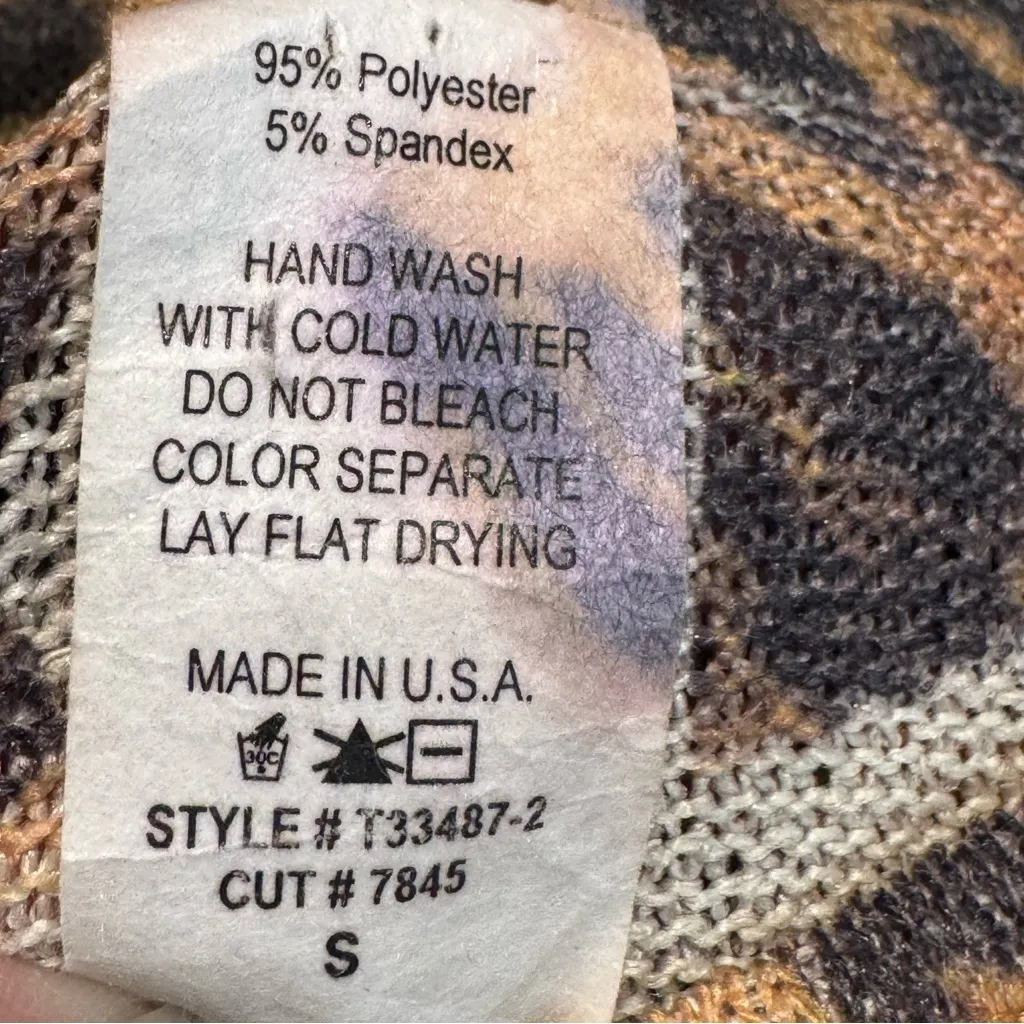 95% Polyester
5% Spandex
HAND WASH
WITH COLD WATER
DO NOT BLEACH
COLOR SEPARATE
LAY FLAT DRYING
MADE IN U.S.A.
30C
STYLE # T33487-2
CUT # 7845
S